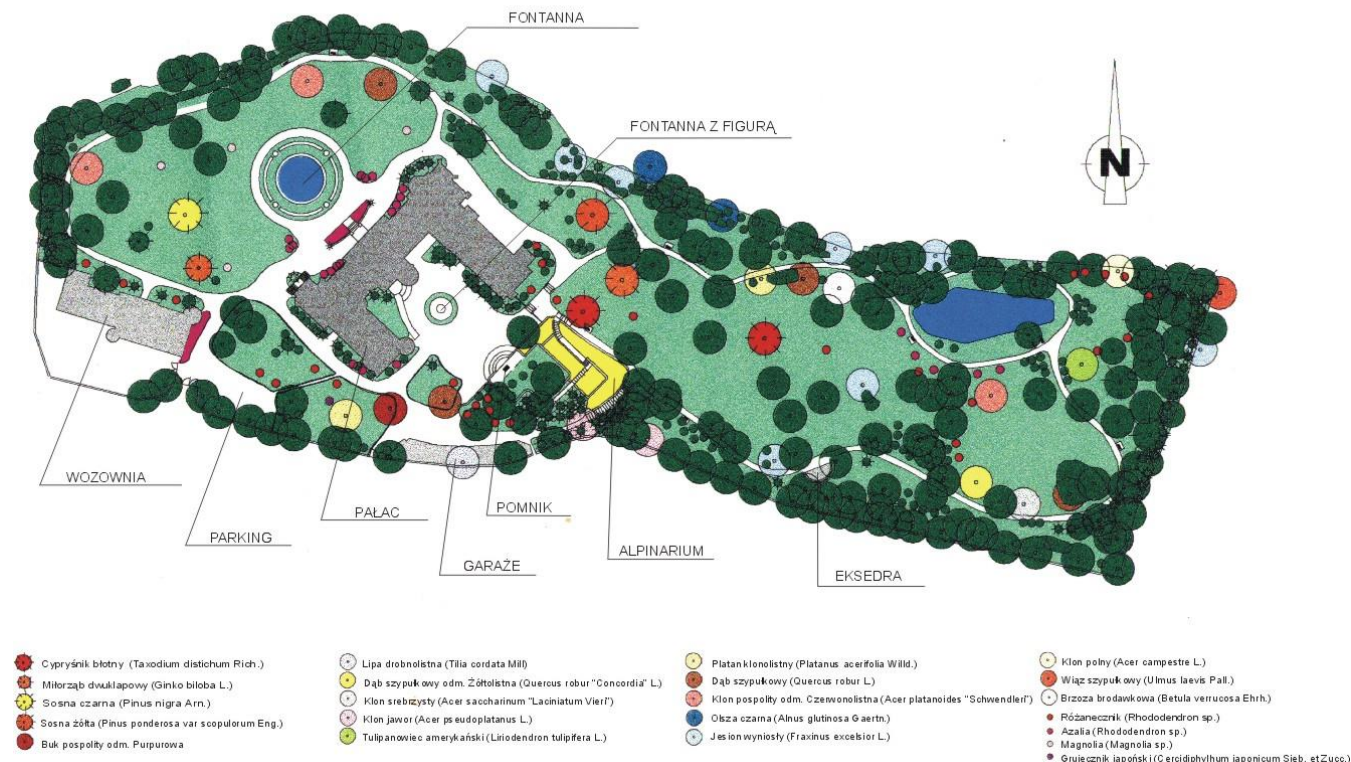 FONTANNA
FONTANNA Z FIGURĄ
N
WOZOWNIA
PARKING
PAŁAC
GARAŻE
POMNIK
ALPINARIUM
EKSEDRA
Cypryśnik błotny (Taxodium distichum Rich.)
Miłorząb dwuklapowy (Ginko biloba L.)
Sosna czarna (Pinus nigra Arn.)
Sosna żółta (Pinus ponderosa var scopulorum Eng.)
Buk pospolity odm. Purpurowa
Lipa drobnolistna (Tilia cordata Mill)
Dąb szypułkowy odm. Żółtolistna (Quercus robur "Concordia" L.)
Klon srebrzysty (Acer saccharinum "Laciniatum Vieri")
Klon jawor (Acer pseudoplatanus L.)
Tulipanowiec amerykański (Liriodendron tulipifera L.)
Platan klonolistny (Platanus acerifolia Willd.)
Dąb szypułkowy (Quercus robur L.)
Klon pospolity odm. Czerwonolistna (Acer platanoides "Schwendleri")
Olsza czarna (Alnus glutinosa Gaertn.)
Jesion wyniosły (Fraxinus excelsior L.)
Klon polny (Acer campestre L.)
Wiąz szypułkowy (Ulmus laevis Pall.)
Brzoza brodawkowa (Betula verrucosa Ehrh.)
Różanecznik (Rhododendron sp.)
Azalia (Rhododendron sp.)
Magnolia (Magnolia sp.)
Grujecznik japoński (Cercidiphylhum japonicum Sieb. et Zucc.)